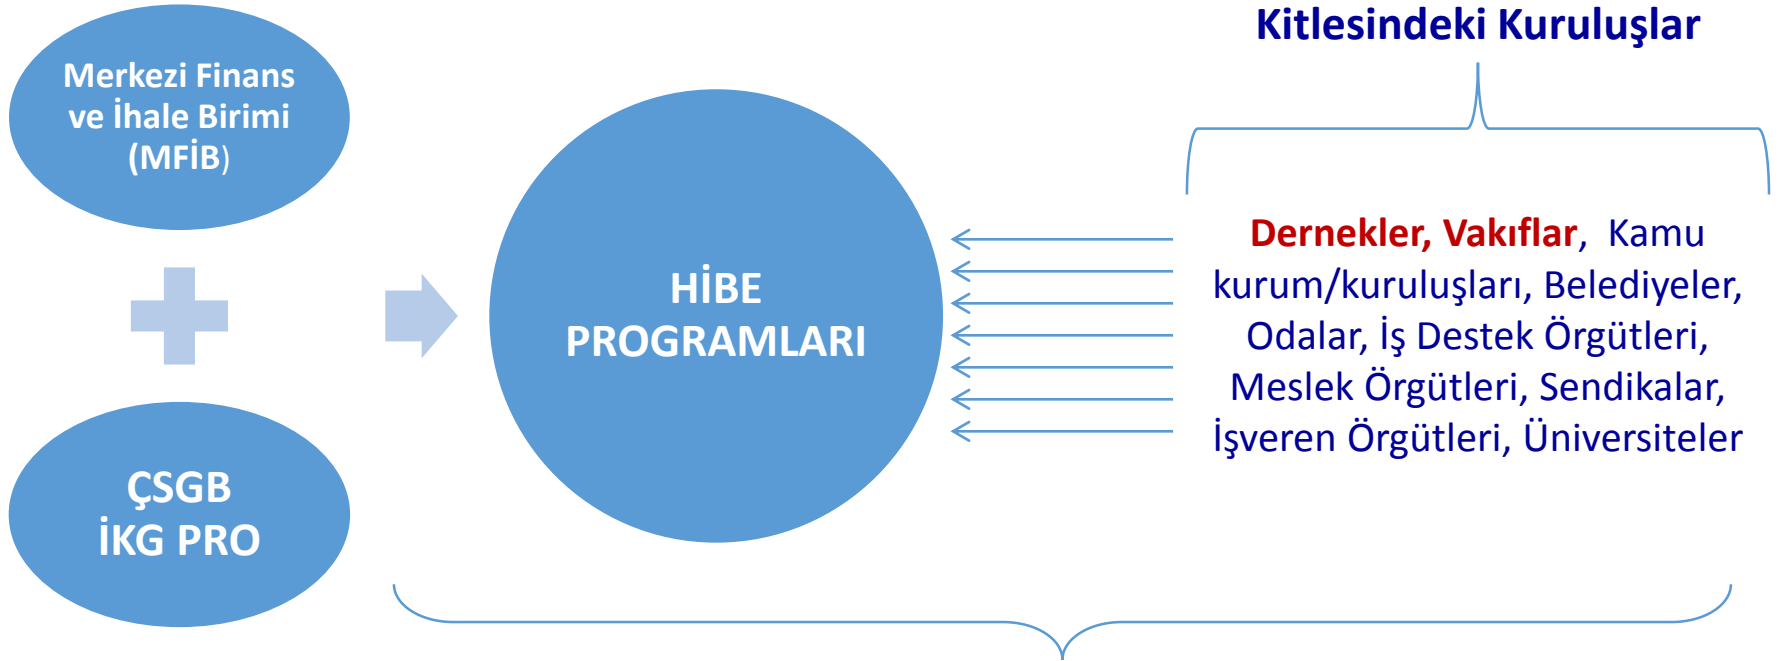 Kitlesindeki Kuruluşlar
Merkezi Finans
ve İhale Birimi
(MFİB)
ÇSGB
İKG PRO
HİBE
PROGRAMLARI
Dernekler, Vakıflar, Kamu
kurum/kuruluşları, Belediyeler,
Odalar, İş Destek Örgütleri,
Meslek Örgütleri, Sendikalar,
İşveren Örgütleri, Üniversiteler